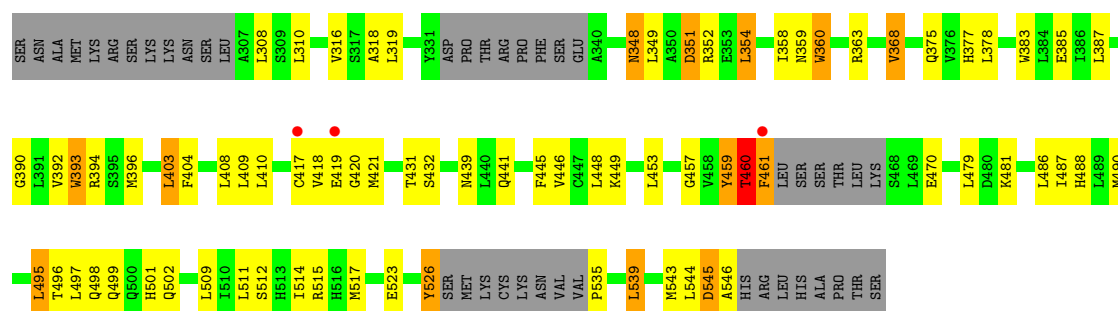 SER ASN ALA MET LYS ARG SER LYS LYS ASN SER LEU A307 L308 S309 L310 V316 S317 A318 L319 Y331 ASP PRO THR ARG PRO PHE SER GLU A340 N348 L349 A350 D351 R352 E353 L354 I358 N359 W360 R363 V368 Q375 V376 H377 L378 W383 L384 E385 I386 L387
G390 L391 V392 W393 R394 S395 M396 L403 F404 L408 L409 L410 C417 V418 E419 G420 M421 T431 S432 N439 L440 Q441 F445 V446 C447 L448 K449 L453 G457 V458 Y459 T460 F461 LEU SER SER THR LEU LYS S468 L469 E470 L479 D480 K481 L486 I487 H488 L489 M490
L495 T496 L497 Q498 Q499 Q500 H501 Q502 L509 I510 L511 S512 H513 I514 R515 H516 M517 E523 Y526 SER MET LYS CYS LYS ASN VAL VAL P535 L539 M543 L544 D545 A546 HIS ARG LEU HIS ALA PRO THR SER